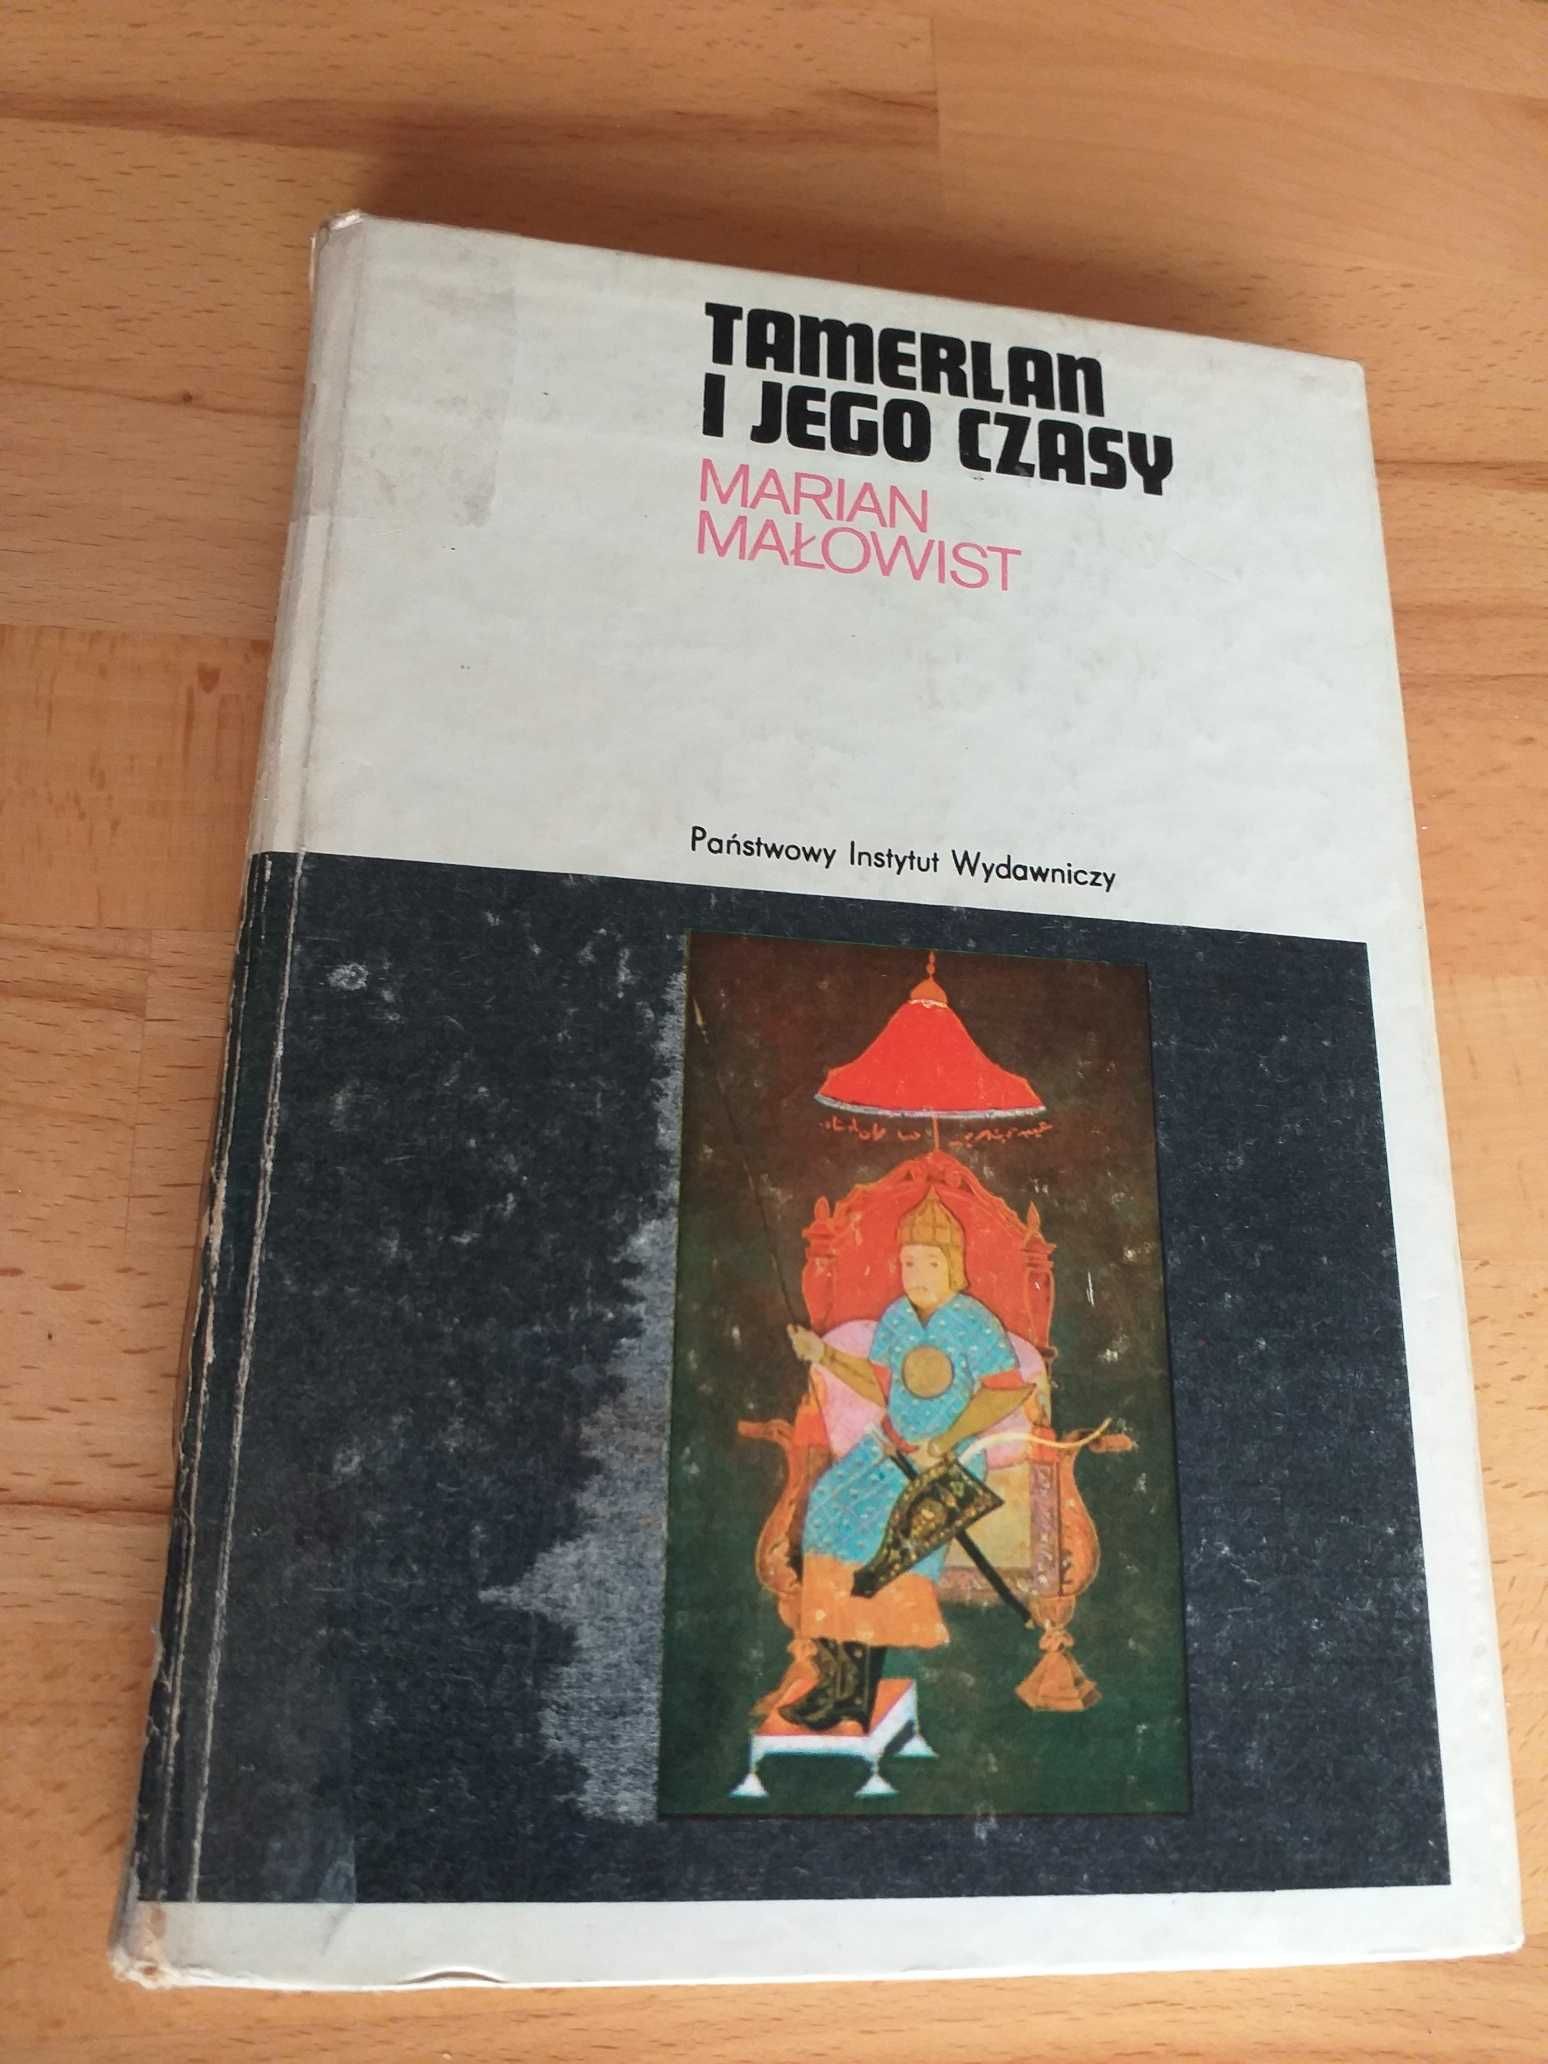 TAMERLAN
I JEGO CZASY
MARIAN
MAŁOWIST
Państwowy Instytut Wydawniczy